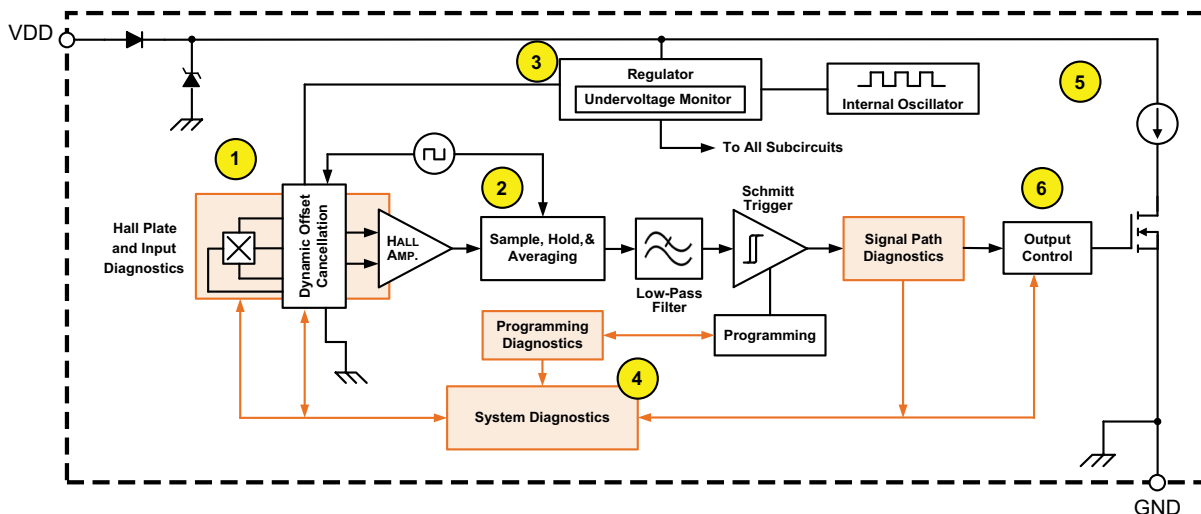 VDD
3
5
Regulator
Undervoltage Monitor
Internal Oscillator
To All Subcircuits
1
2
6
Hall Plate
and Input
Diagnostics
Dynamic Offset
Cancellation
HALL
AMP.
Sample, Hold,&
Averaging
Low-Pass
Filter
Schmitt
Trigger
Signal Path
Diagnostics
Output
Control
Programming
Diagnostics
Programming
4
System Diagnostics
GND